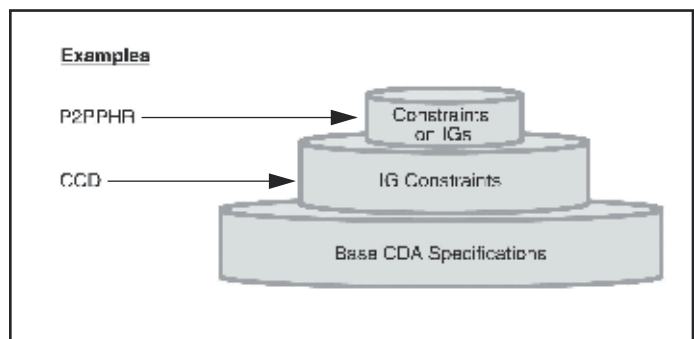 Examples
P2PPHR
Constraints
on IGs
CCD
IG Constraints
Base CDA Specifications